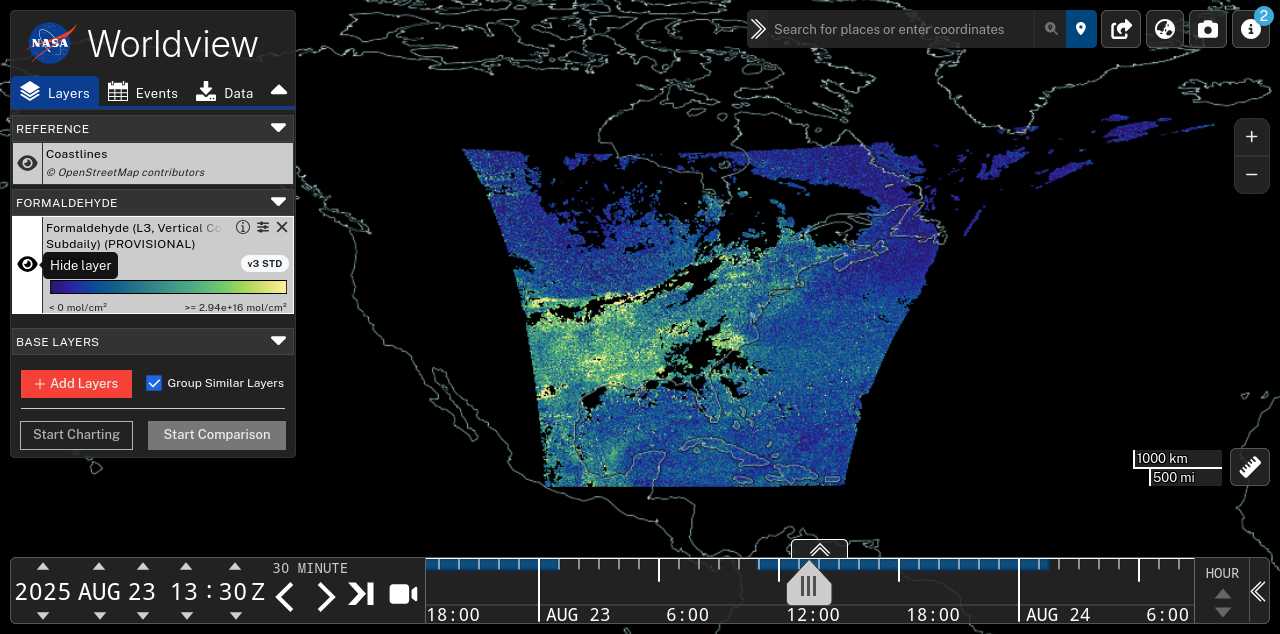 NASA Worldview
Search for places or enter coordinates
2
Layers Events Data
REFERENCE
Coastlines
© OpenStreetMap contributors
FORMALDEHYDE
Formaldehyde (L3, Vertical Co
Subdaily) (PROVISIONAL)
Hide layer
v3 STD
< 0 mol/cm² >= 2.94e+16 mol/cm²
BASE LAYERS
+ Add Layers Group Similar Layers
Start Charting Start Comparison
+
−
1000 km
500 mi
2025 AUG 23 13 : 30 Z
30 MINUTE
18:00 AUG 23 6:00 12:00 18:00 AUG 24 6:00
HOUR